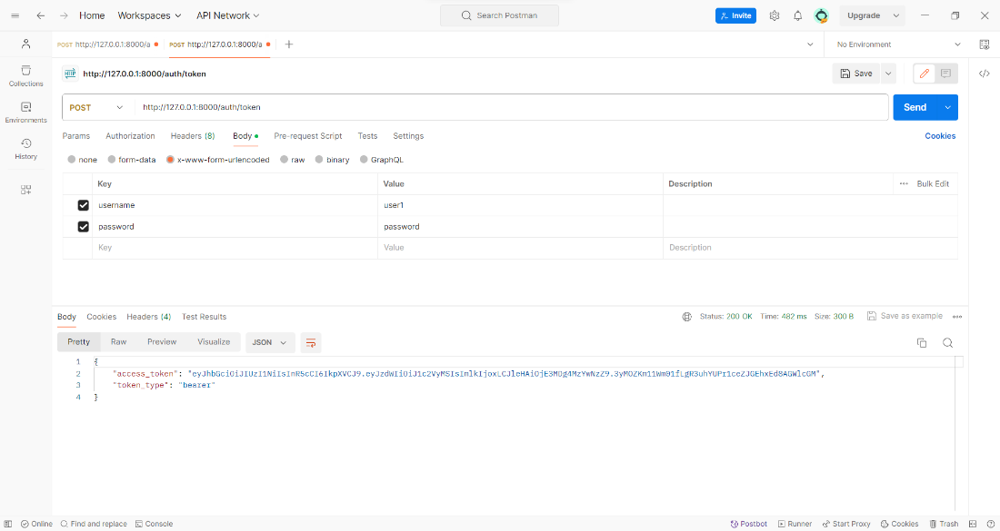 Home Workspaces API Network Search Postman Invite Upgrade
POST http://127.0.0.1:8000/a POST http://127.0.0.1:8000/a No Environment
HTTP http://127.0.0.1:8000/auth/token Save
Collections
POST http://127.0.0.1:8000/auth/token Send
Environments
Params Authorization Headers (8) Body Pre-request Script Tests Settings Cookies
History
none form-data x-www-form-urlencoded raw binary GraphQL
Key Value Description Bulk Edit
username user1
password password
Key Value Description
Body Cookies Headers (4) Test Results Status: 200 OK Time: 482 ms Size: 300 B Save as example
Pretty Raw Preview Visualize JSON
1 {
2 "access_token": "eyJhbGciOiJIUzI1NiIsInR5cCI6IkpXVCJ9.eyJzdWIiOiJ1c2VyMSIsImlkIjoxLCJleHAiOjE3MDg4MzYwNzZ9.3yMOZKm11Wm01fLgR3uhYUPr1ceZJGEhxEd8AGWlcGM",
3 "token_type": "bearer"
4 }
Online Find and replace Console Postbot Runner Start Proxy Cookies Trash